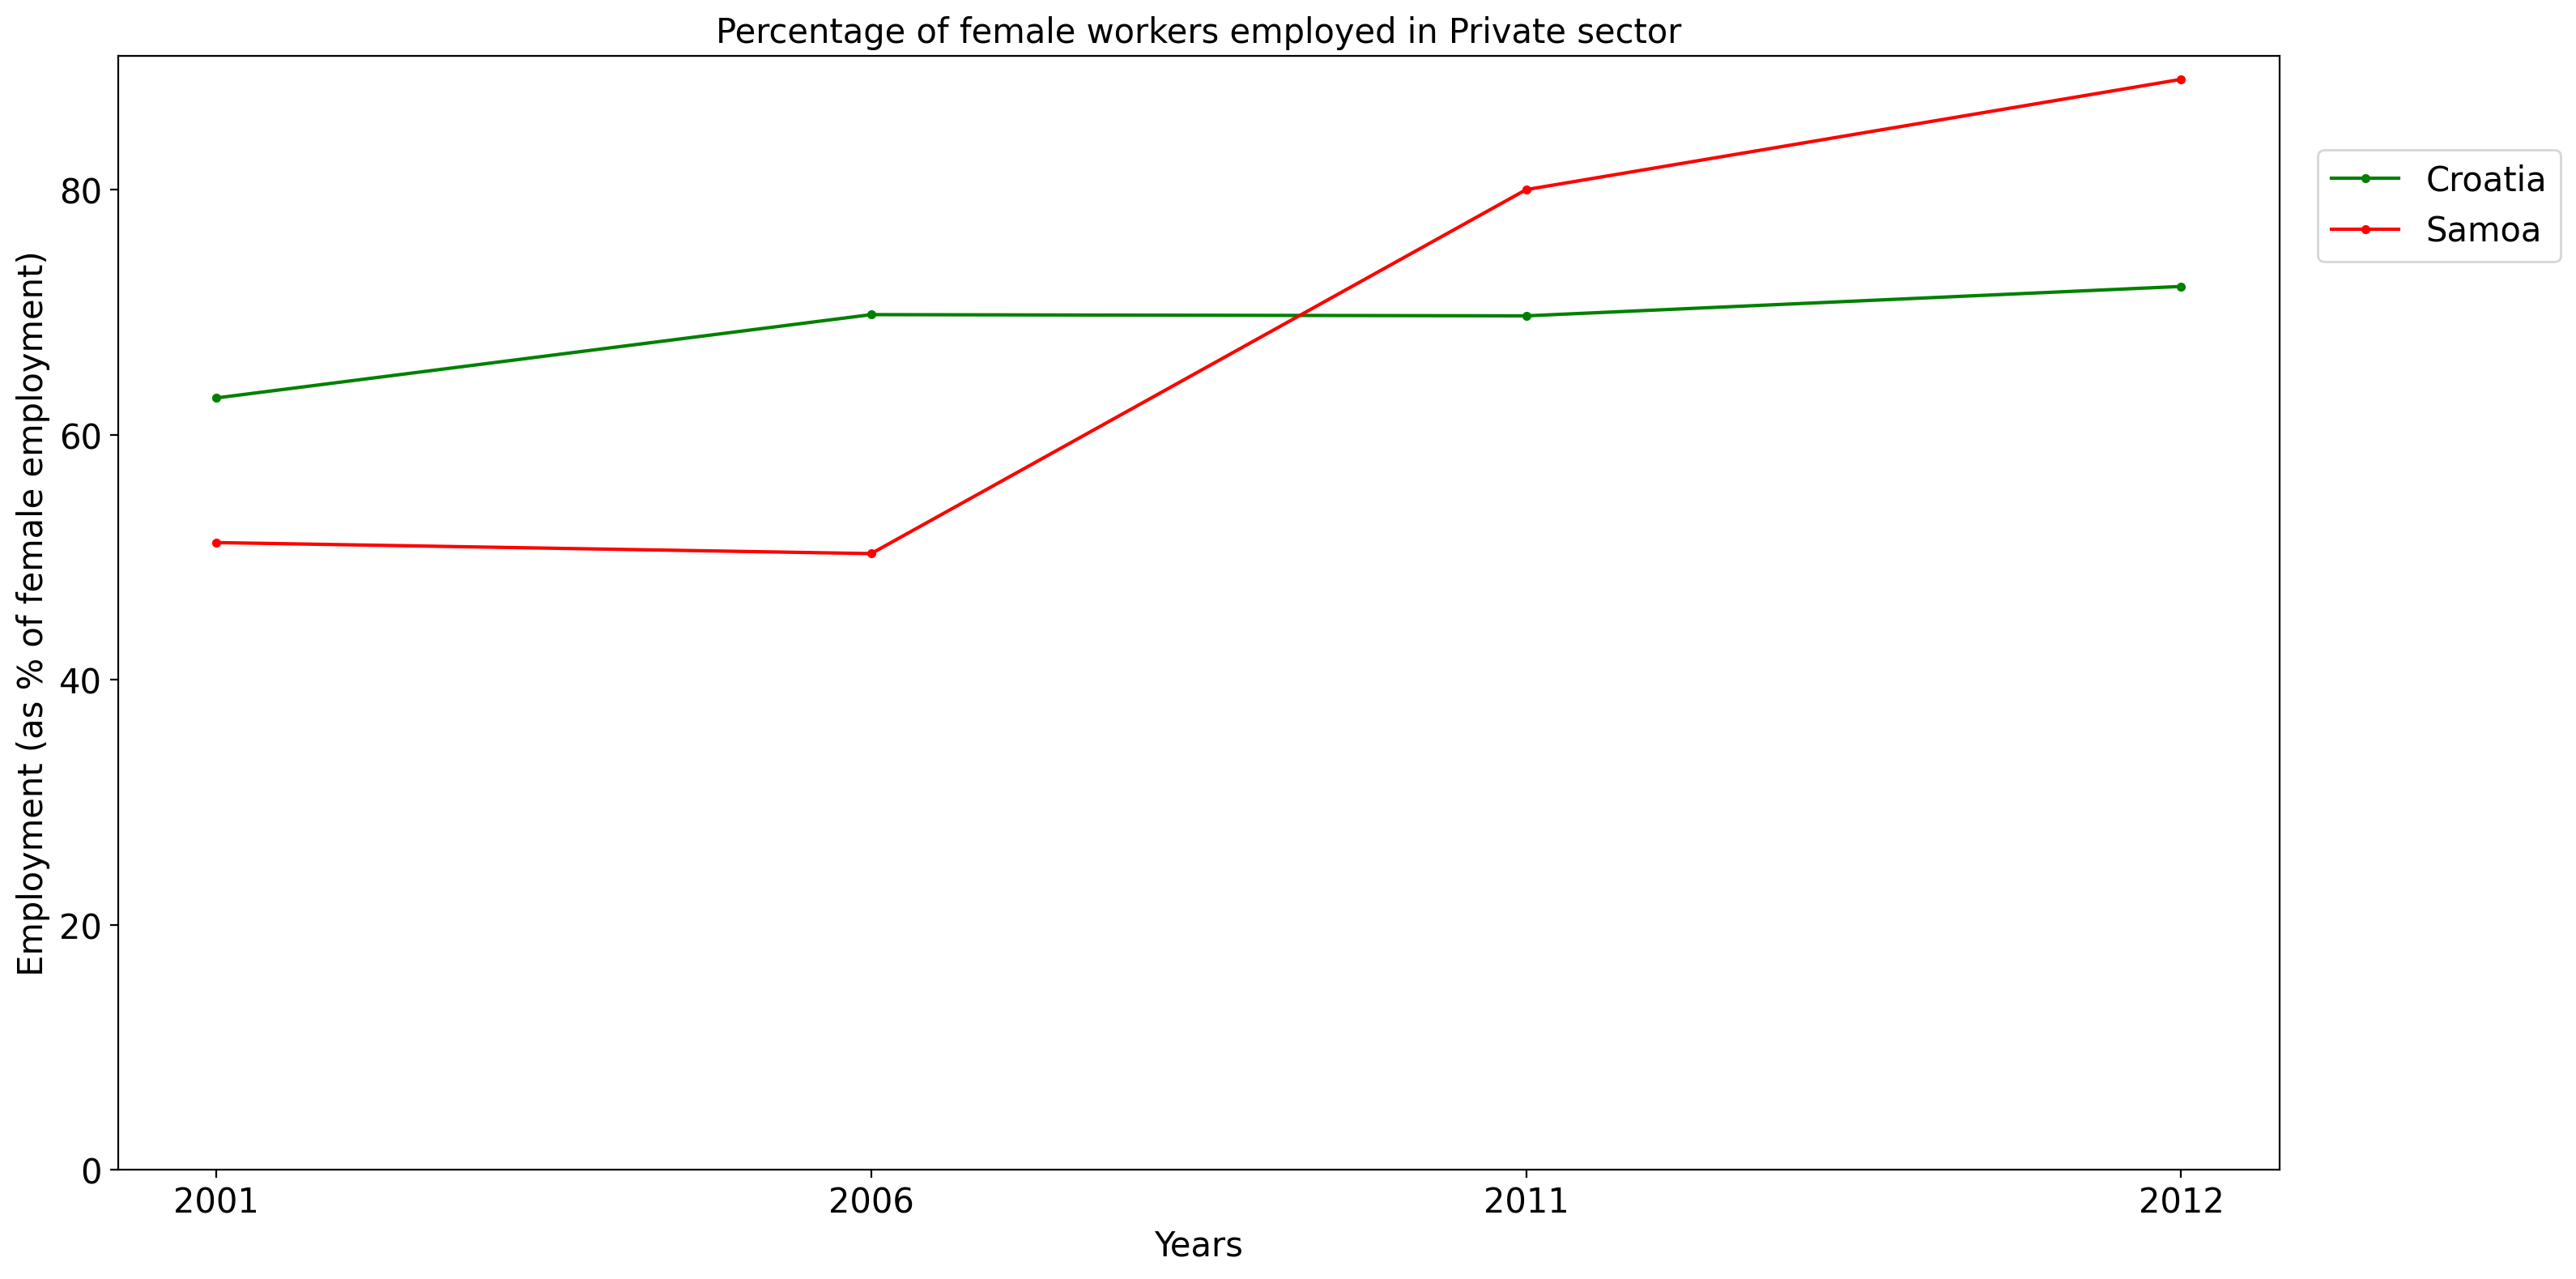 Percentage of female workers employed in Private sector
Employment (as % of female employment)
80
60
40
20
0
2001 2006 2011 2012
Years
Croatia
Samoa